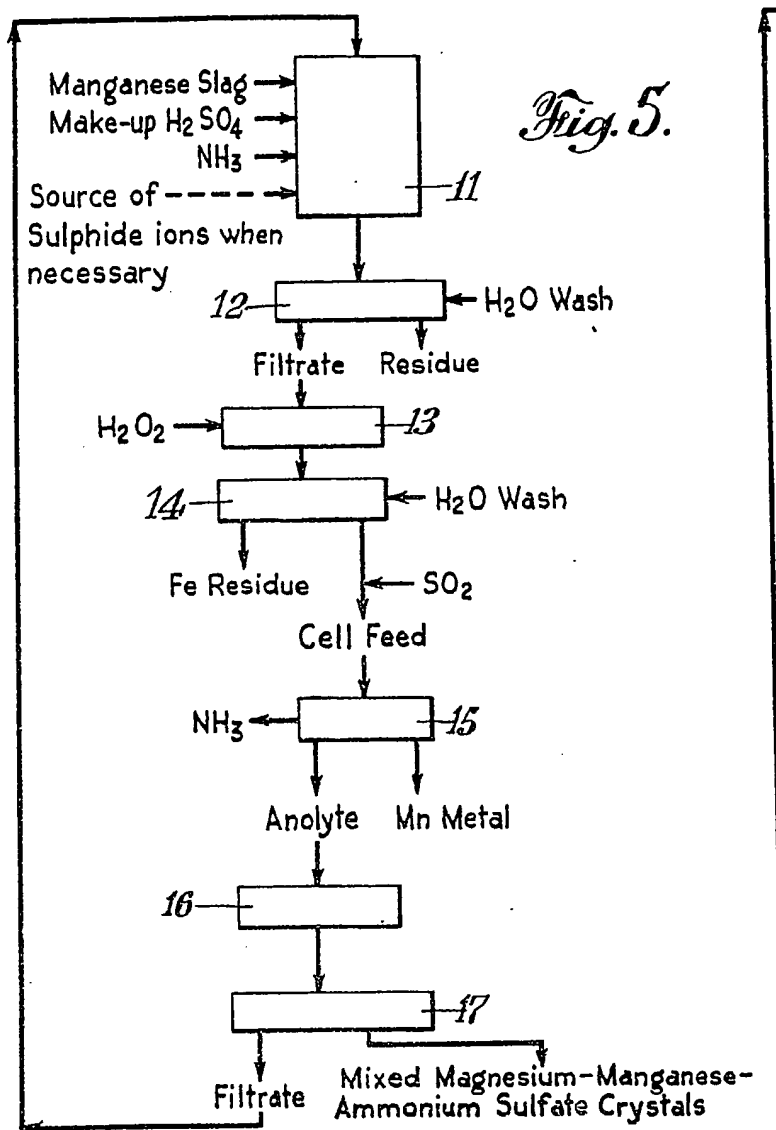 Fig. 5.
Manganese Slag
Make-up H₂SO₄
NH₃
Source of
Sulphide ions when
necessary
11
12
H₂O Wash
Filtrate
Residue
H₂O₂
13
14
H₂O Wash
Fe Residue
SO₂
Cell Feed
NH₃
15
Anolyte
Mn Metal
16
17
Filtrate
Mixed Magnesium-Manganese-
Ammonium Sulfate Crystals